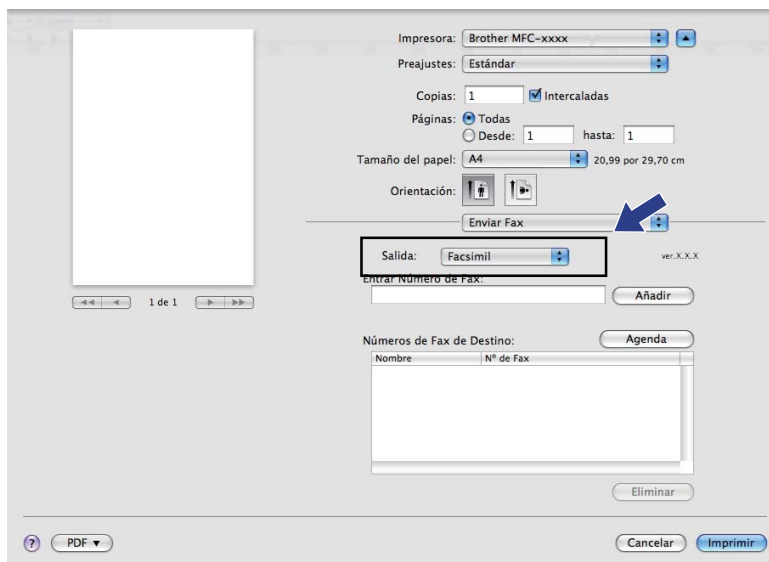 Impresora: Brother MFC-xxxx
Preajustes: Estándar
Copias: 1 Intercaladas
Páginas: Todas
Desde: 1 hasta: 1
Tamaño del papel: A4 20,99 por 29,70 cm
Orientación:
Enviar Fax
Salida: Facsimil ver.X.X.X
Entrar Número de Fax:
Añadir
1 de 1
Números de Fax de Destino: Agenda
Nombre Nº de Fax
Eliminar
? PDF Cancelar Imprimir